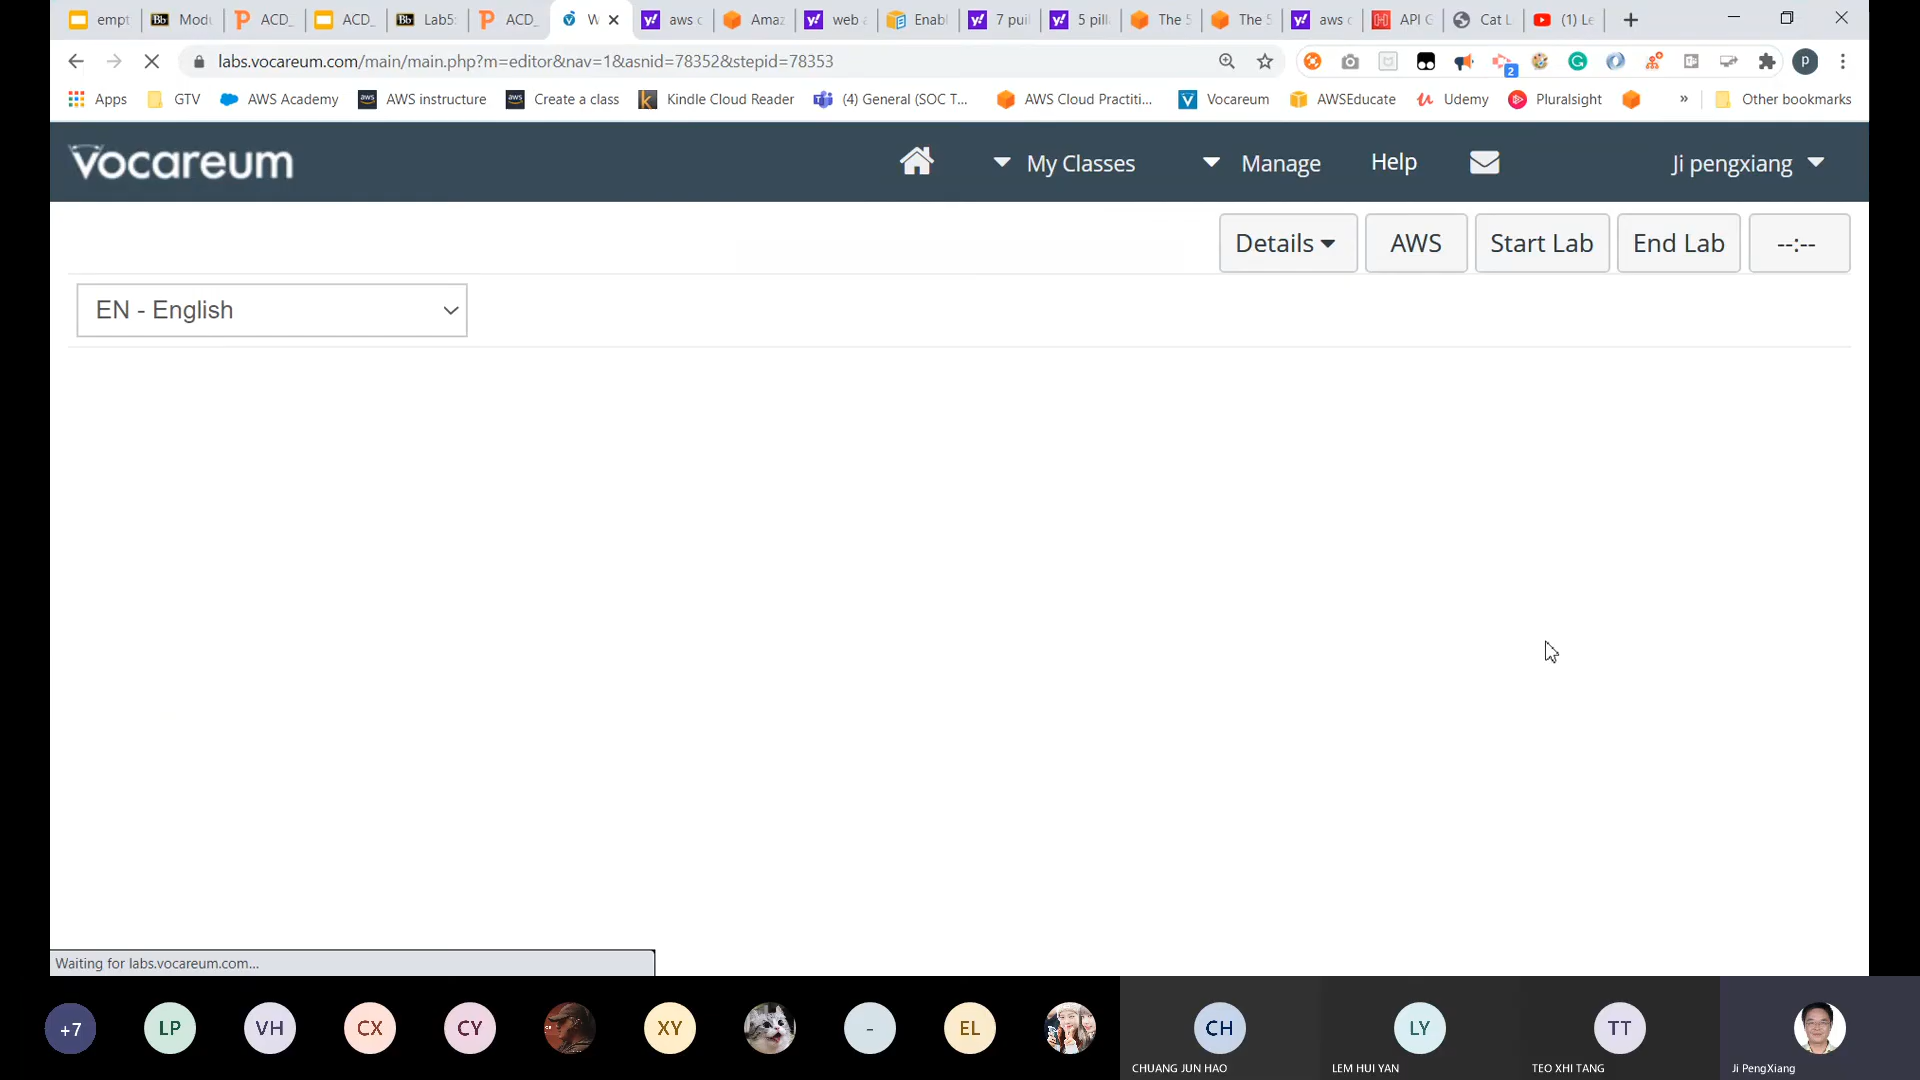 empt
Modu
ACD_
ACD_
Lab5:
ACD_
W
aws c
Amaz
web a
Enabl
7 puil
5 pilla
The 5
The 5
aws c
API G
Cat L
(1) Le
labs.vocareum.com/main/main.php?m=editor&nav=1&asnid=78352&stepid=78353
2
P
Apps
GTV
AWS Academy
AWS instructure
Create a class
Kindle Cloud Reader
(4) General (SOC T...
AWS Cloud Practiti...
Vocareum
AWSEducate
Udemy
Pluralsight
»
Other bookmarks
vocareum
My Classes
Manage
Help
Ji pengxiang
Details
AWS
Start Lab
End Lab
--:--
EN - English
Waiting for labs.vocareum.com...
+7
LP
VH
CX
CY
XY
-
EL
CH
LY
TT
CHUANG JUN HAO
LEM HUI YAN
TEO XHI TANG
Ji PengXiang